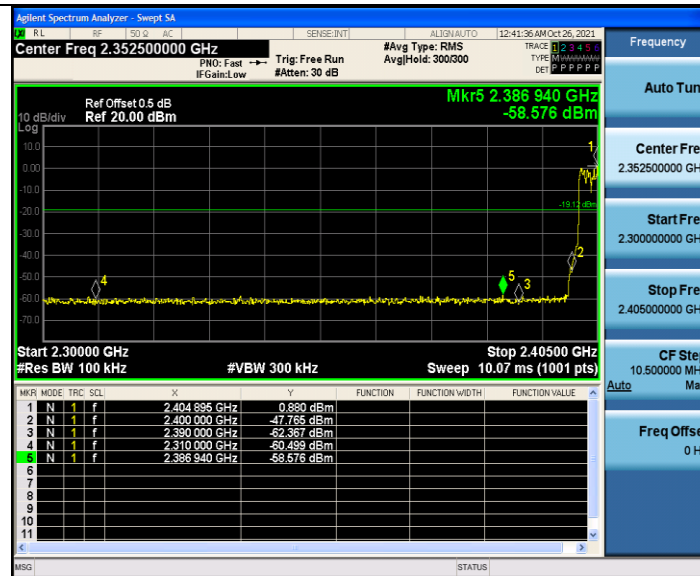 Agilent Spectrum Analyzer - Swept SA
LXI RL RF 50 Ω AC SENSE:INT ALIGNAUTO 12:41:36 AM Oct 26, 2021
Center Freq 2.352500000 GHz #Avg Type: RMS TRACE 1 2 3 4 5 6
PNO: Fast Trig: Free Run Avg|Hold: 300/300 TYPE M
IFGain:Low #Atten: 30 dB DET P P P P P P
Mkr5 2.386 940 GHz
-58.576 dBm
Ref Offset 0.5 dB
10 dB/div Ref 20.00 dBm
Log
10.0
0.00
-10.0
-20.0
-30.0
-40.0
-50.0
-60.0
-70.0
1
-19.12 dBm
2
4
5
3
Start 2.30000 GHz Stop 2.40500 GHz
#Res BW 100 kHz #VBW 300 kHz Sweep 10.07 ms (1001 pts)
MKR MODE TRC SCL X Y FUNCTION FUNCTION WIDTH FUNCTION VALUE
1 N 1 f 2.404 895 GHz 0.880 dBm
2 N 1 f 2.400 000 GHz -47.765 dBm
3 N 1 f 2.390 000 GHz -62.367 dBm
4 N 1 f 2.310 000 GHz -60.499 dBm
5 N 1 f 2.386 940 GHz -58.576 dBm
6
7
8
9
10
11
MSG STATUS
Frequency
Auto Tun
Center Fre
2.352500000 GH
Start Fre
2.300000000 GH
Stop Fre
2.405000000 GH
CF Ste
10.500000 MH
Auto Ma
Freq Offse
0 H